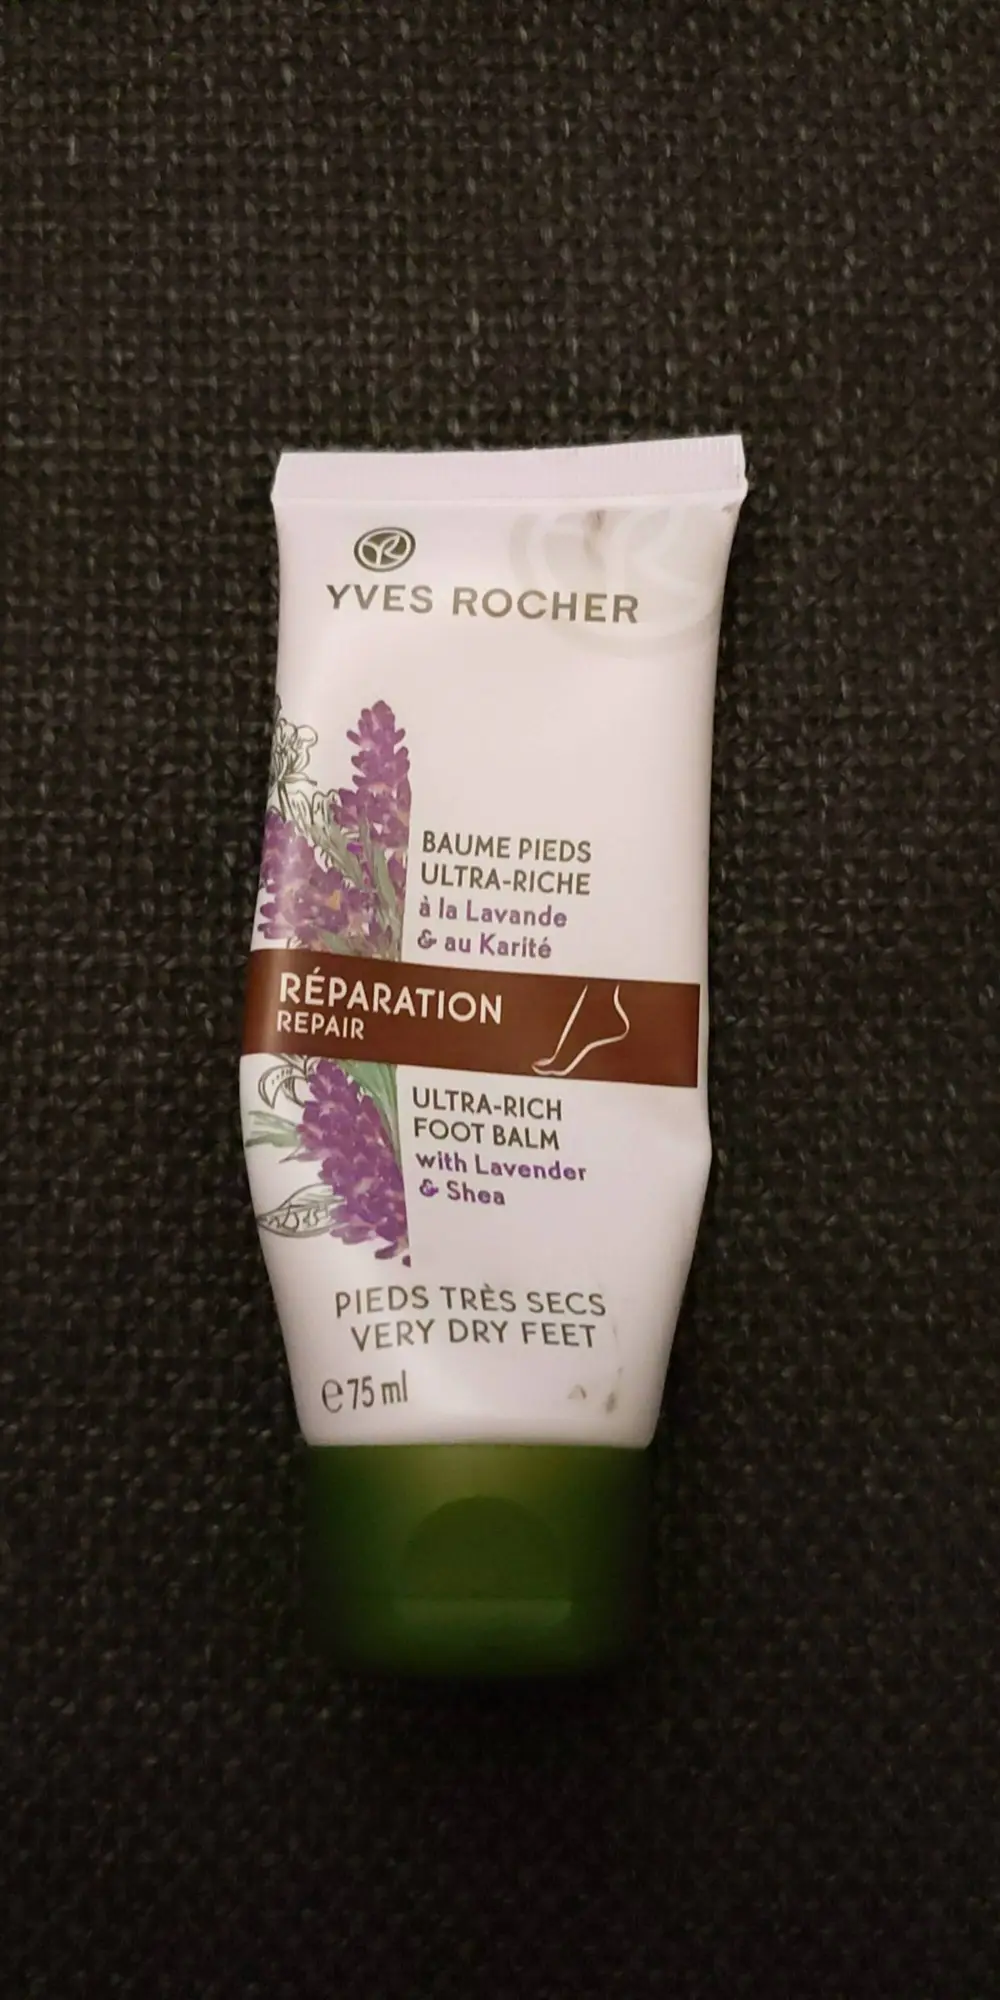 YVES ROCHER
BAUME PIEDS
ULTRA-RICHE
à la Lavande
& au Karité
RÉPARATION
REPAIR
ULTRA-RICH
FOOT BALM
with Lavender
& Shea
PIEDS TRÈS SECS
VERY DRY FEET
℮75 ml